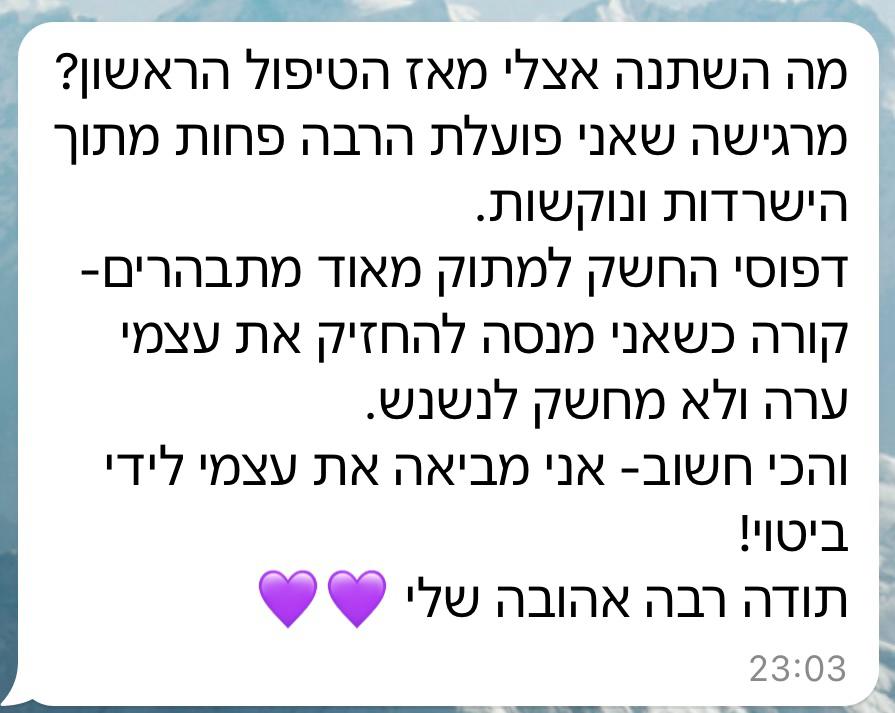 מה השתנה אצלי מאז הטיפול הראשון?
מרגישה שאני פועלת הרבה פחות מתוך
הישרדות ונוקשות.
דפוסי החשק למתוק מאוד מתבהרים-
קורה כשאני מנסה להחזיק את עצמי
ערה ולא מחשק לנשנש.
והכי חשוב- אני מביאה את עצמי לידי
ביטוי!
תודה רבה אהובה שלי 💜💜
23:03